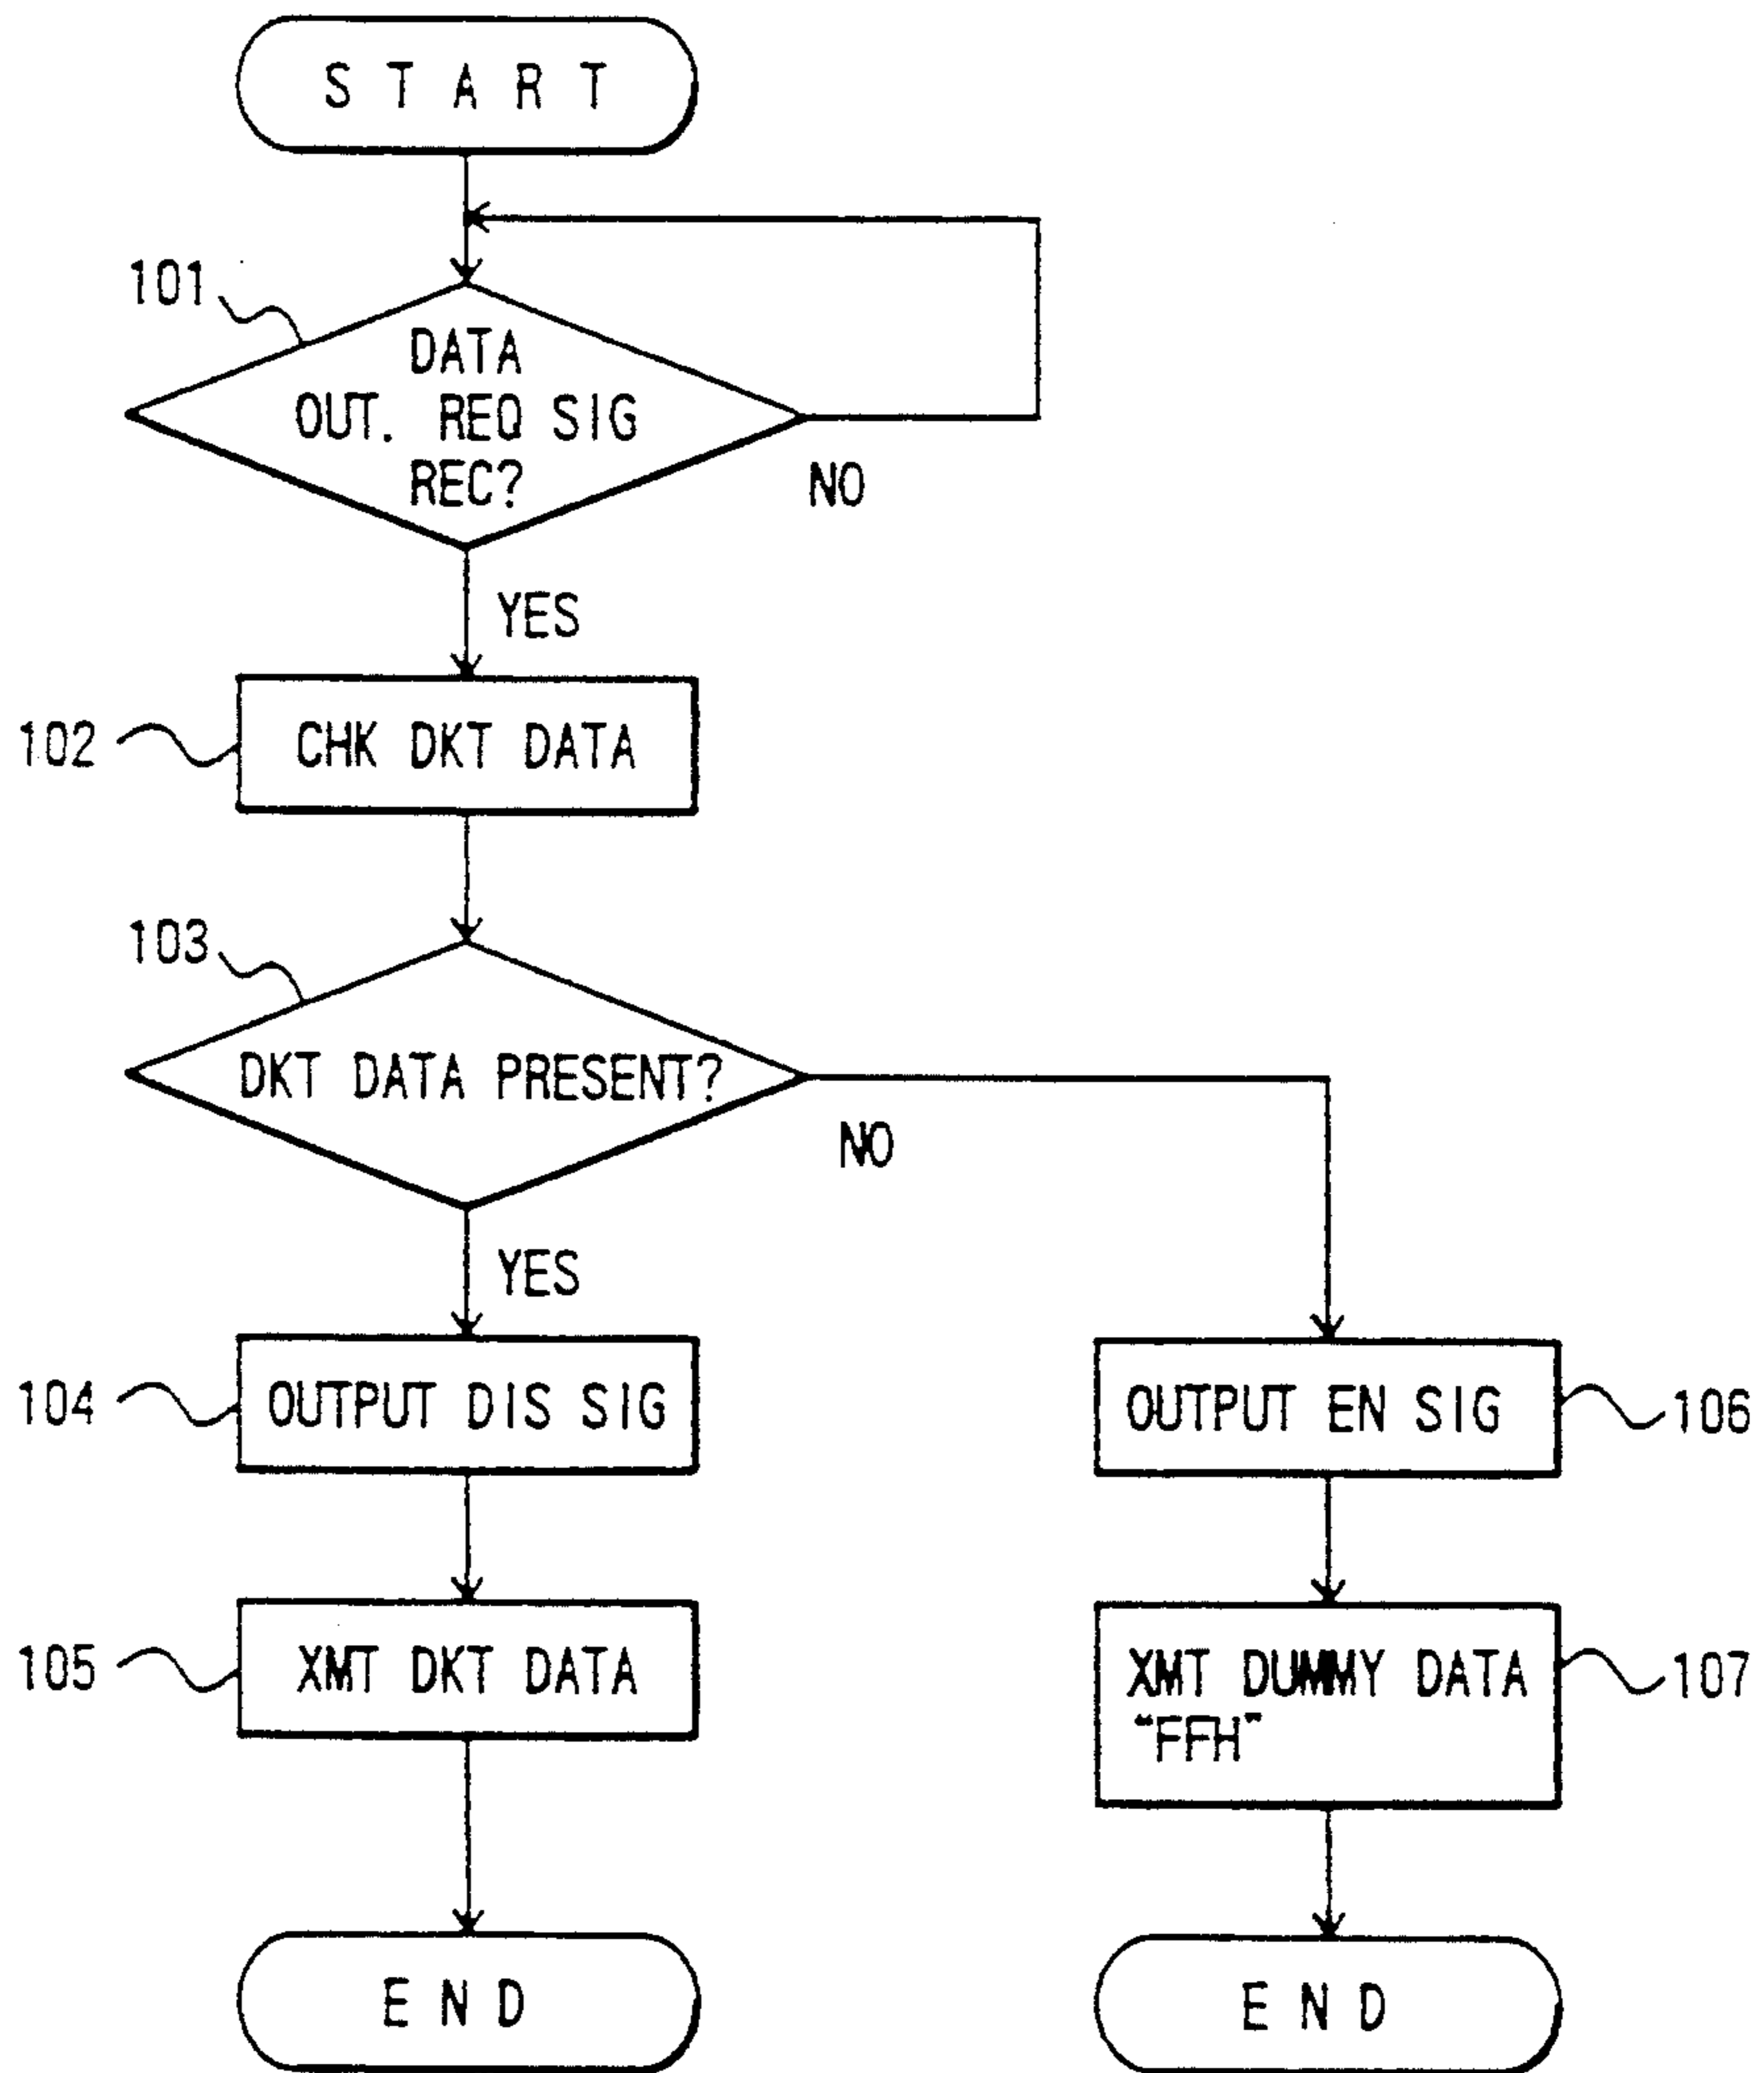 START
101
DATA
OUT. REQ SIG
REC?
NO
YES
102
CHK DKT DATA
103
DKT DATA PRESENT?
NO
YES
104
OUTPUT DIS SIG
OUTPUT EN SIG
106
105
XMT DKT DATA
XMT DUMMY DATA
"FFH"
107
END
END